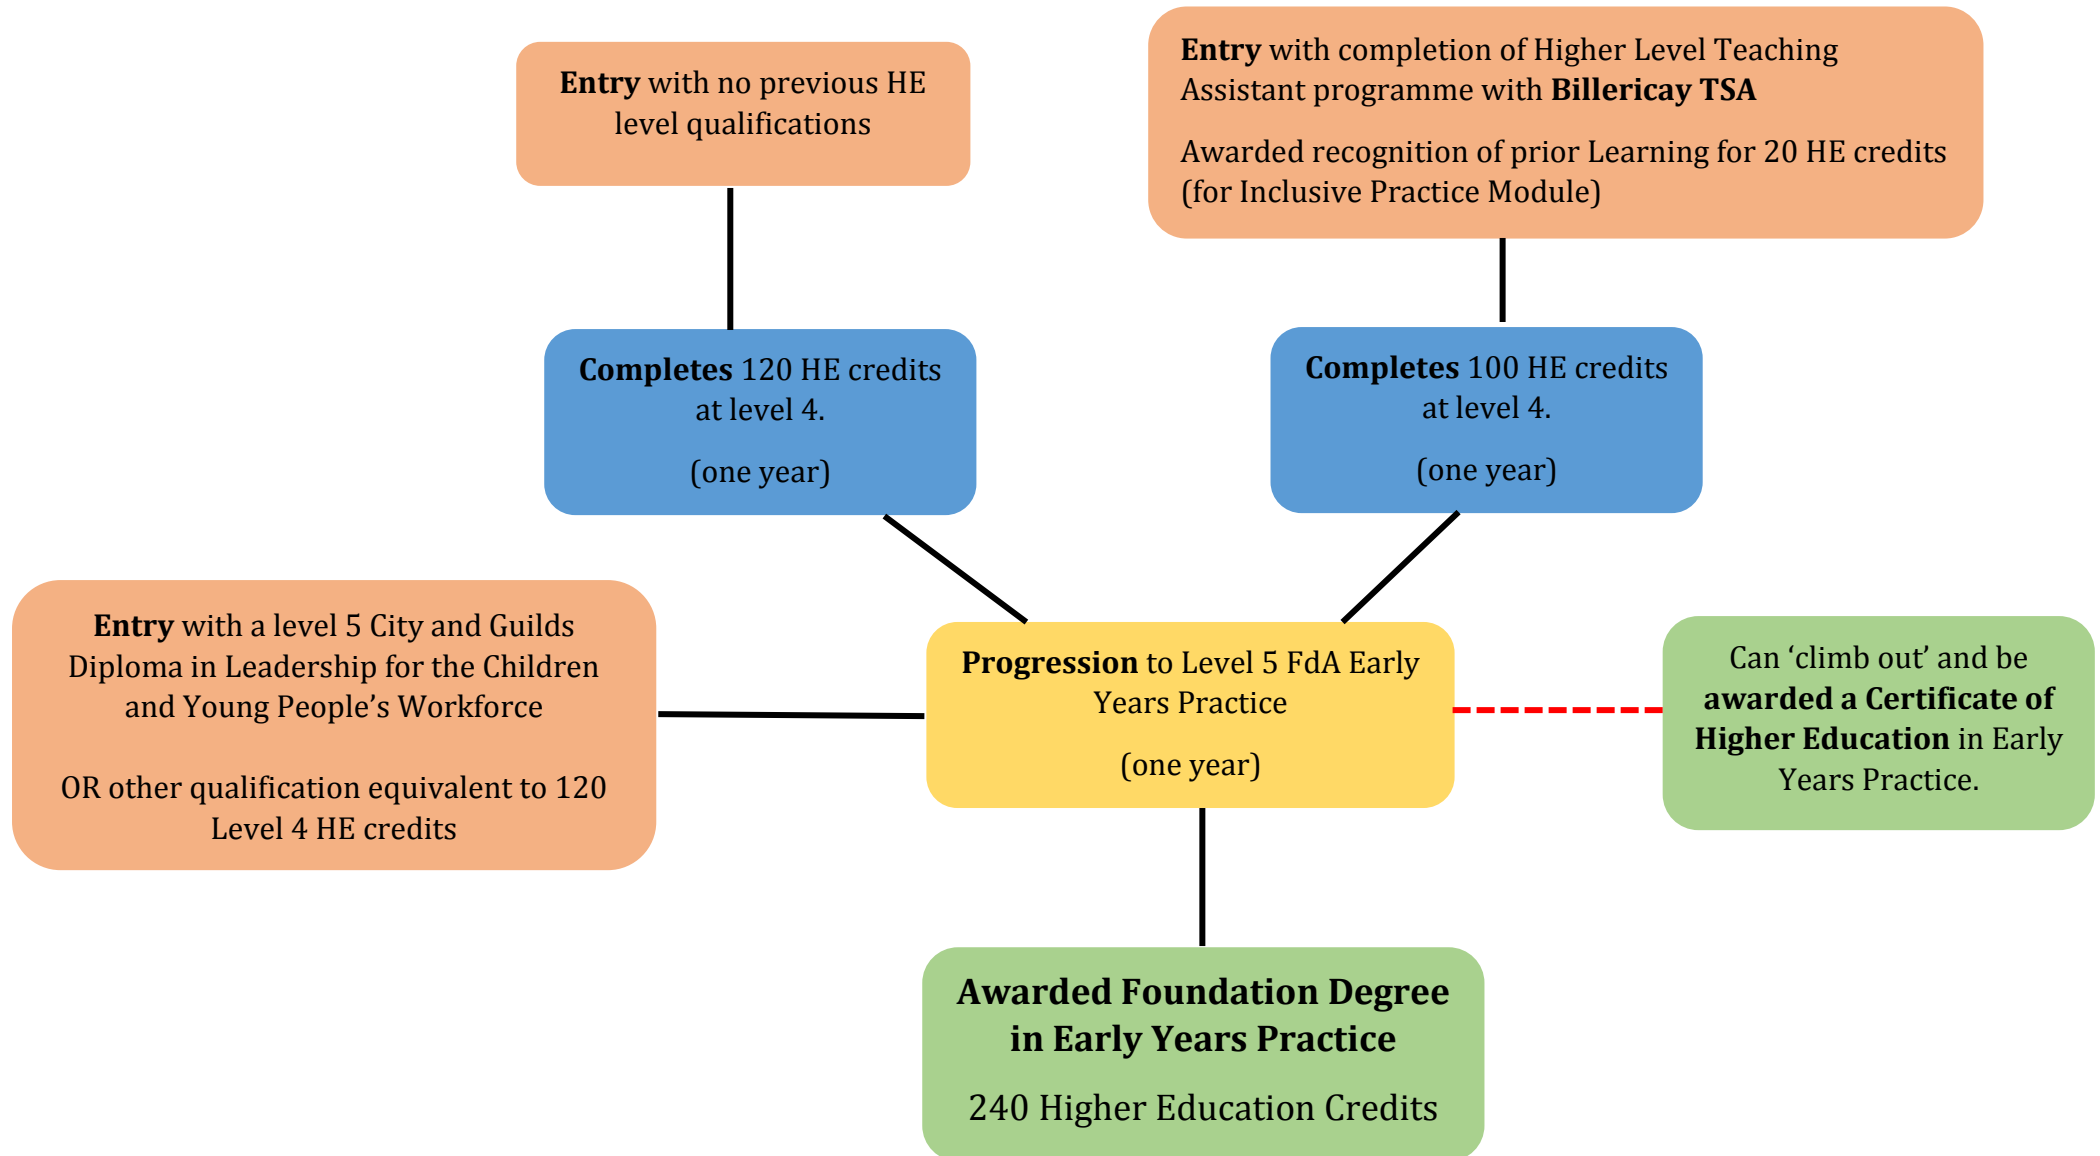 Entry with no previous HE
level qualifications
Entry with completion of Higher Level Teaching
Assistant programme with Billericay TSA
Awarded recognition of prior Learning for 20 HE credits
(for Inclusive Practice Module)
Completes 120 HE credits
at level 4.
(one year)
Completes 100 HE credits
at level 4.
(one year)
Entry with a level 5 City and Guilds
Diploma in Leadership for the Children
and Young People’s Workforce
OR other qualification equivalent to 120
Level 4 HE credits
Progression to Level 5 FdA Early
Years Practice
(one year)
Can ‘climb out’ and be
awarded a Certificate of
Higher Education in Early
Years Practice.
Awarded Foundation Degree
in Early Years Practice
240 Higher Education Credits